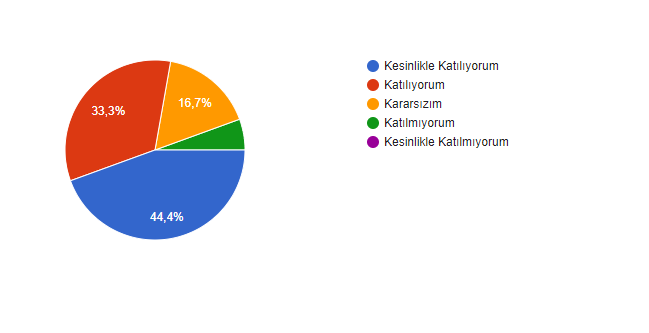 Kesinlikle Katılıyorum
Katılıyorum
Kararsızım
Katılmıyorum
Kesinlikle Katılmıyorum
33,3%
16,7%
44,4%